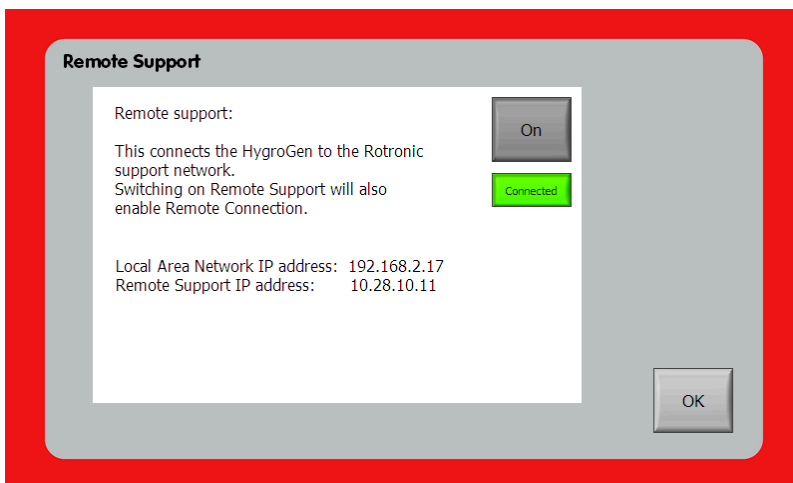 Remote Support
Remote support:
On
This connects the HygroGen to the Rotronic
support network.
Switching on Remote Support will also
enable Remote Connection.
Connected
Local Area Network IP address: 192.168.2.17
Remote Support IP address: 10.28.10.11
OK